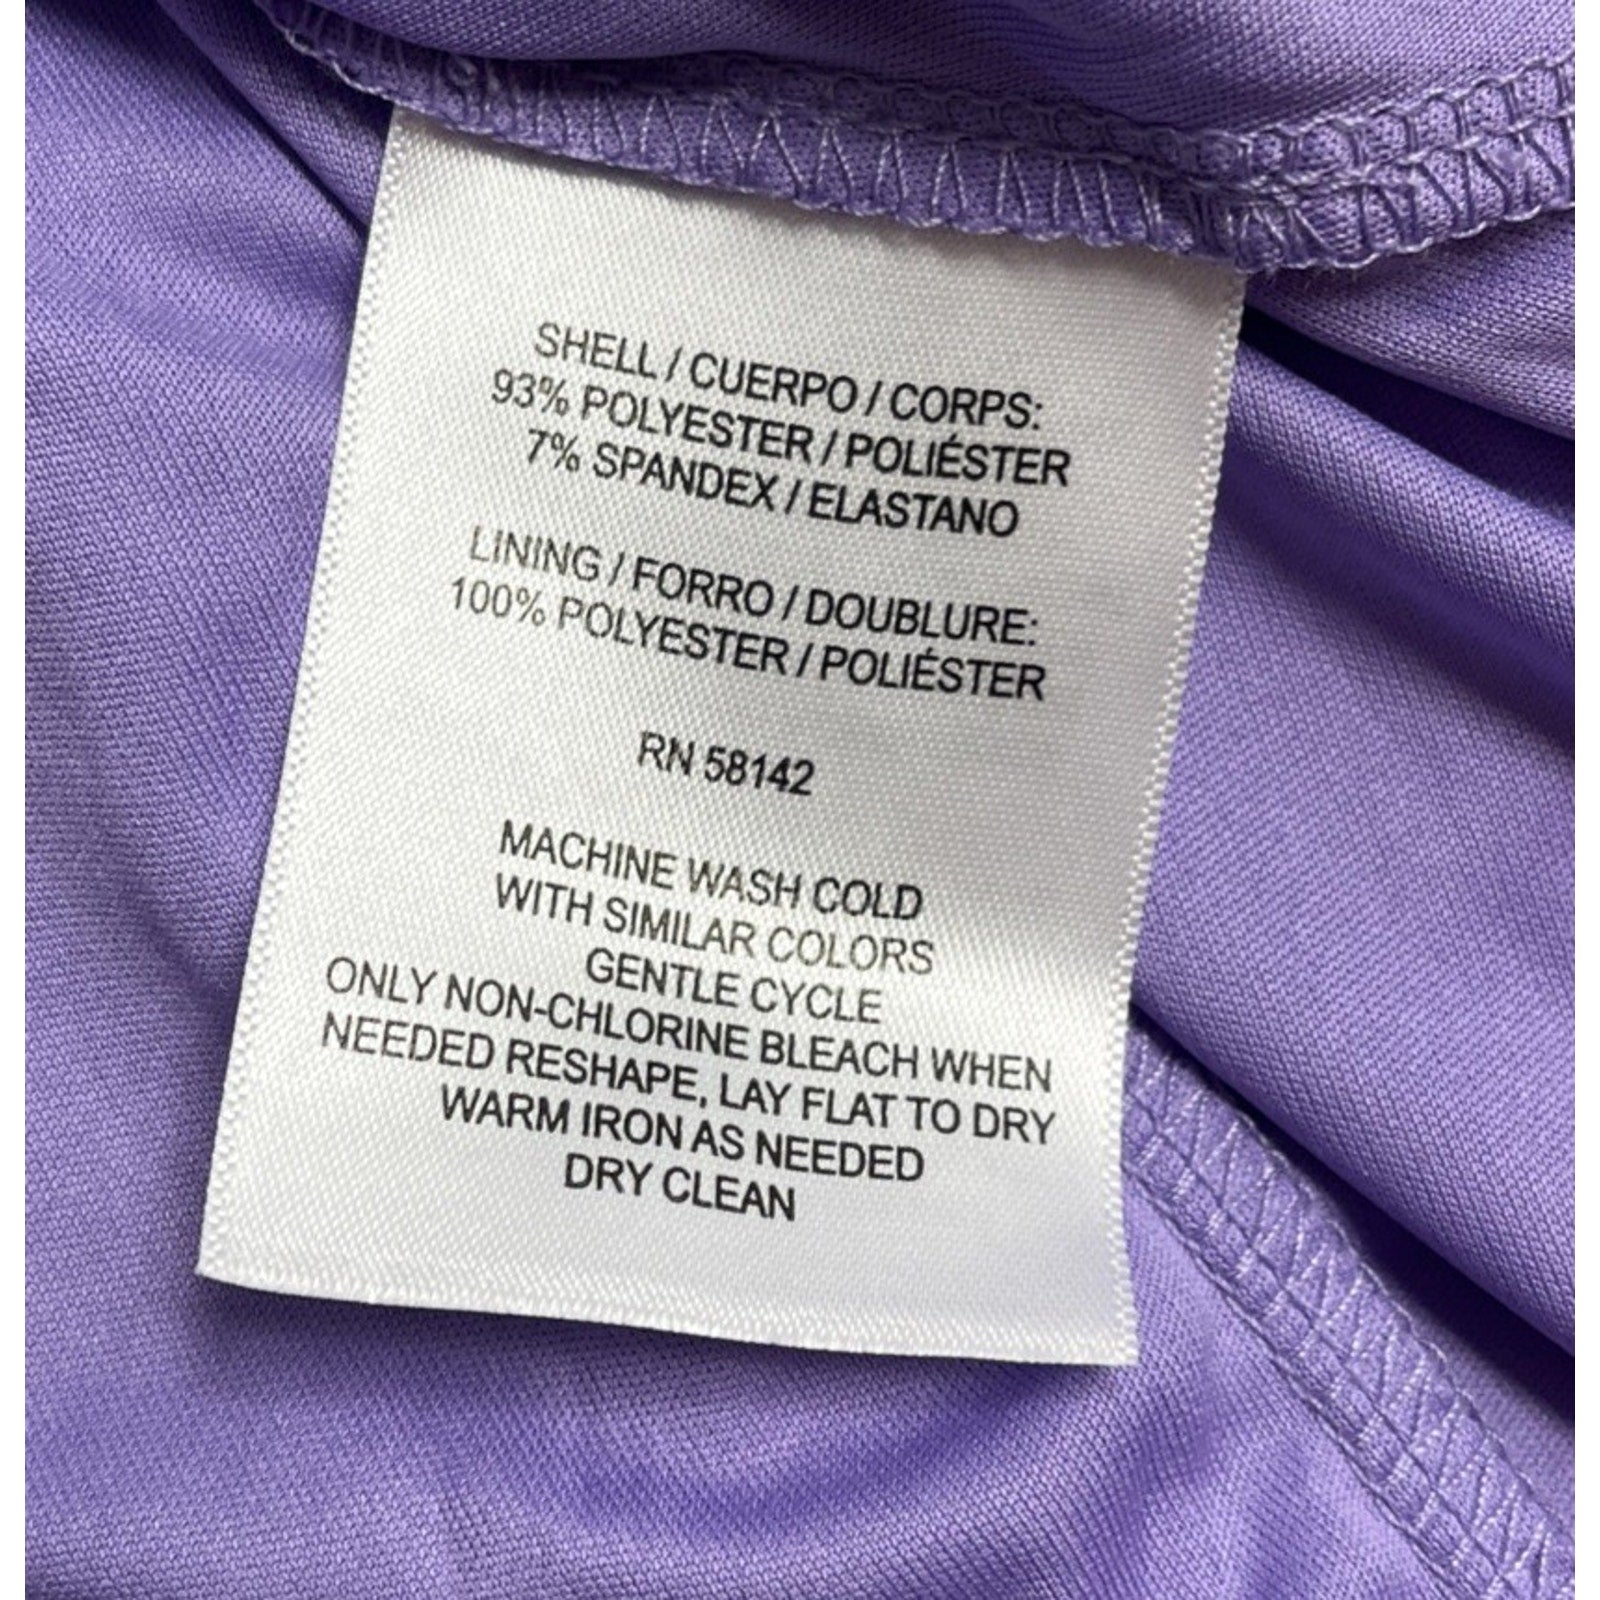 SHELL / CUERPO / CORPS:
93% POLYESTER / POLIÉSTER
7% SPANDEX / ELASTANO
LINING / FORRO / DOUBLURE:
100% POLYESTER / POLIÉSTER
RN 58142
MACHINE WASH COLD
WITH SIMILAR COLORS
GENTLE CYCLE
ONLY NON-CHLORINE BLEACH WHEN
NEEDED RESHAPE, LAY FLAT TO DRY
WARM IRON AS NEEDED
DRY CLEAN